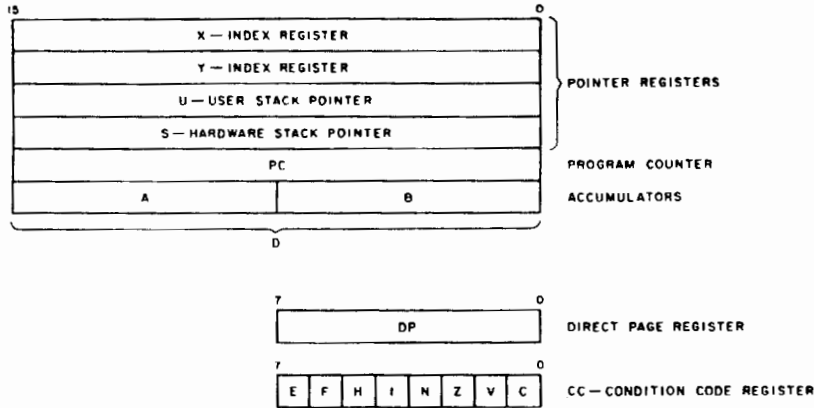 15 0
X — INDEX REGISTER
Y — INDEX REGISTER
U — USER STACK POINTER
S — HARDWARE STACK POINTER
POINTER REGISTERS
PC PROGRAM COUNTER
A B ACCUMULATORS
D
7 0
DP DIRECT PAGE REGISTER
7 0
E F H I N Z V C CC — CONDITION CODE REGISTER